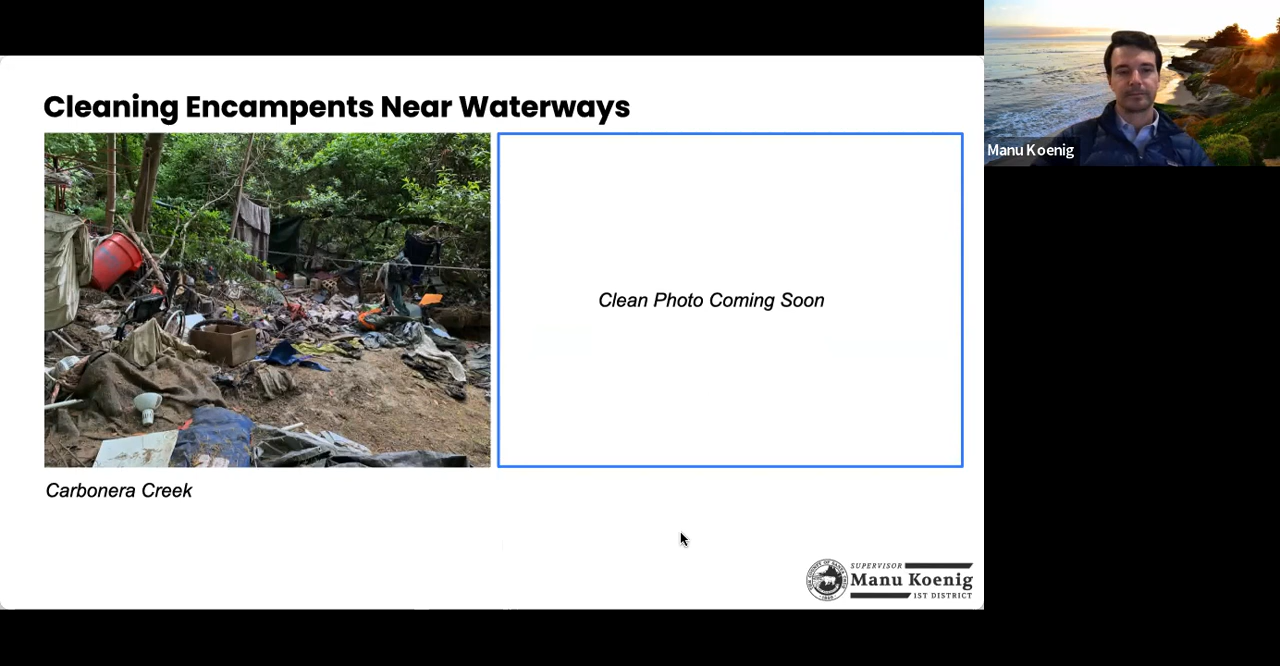 Cleaning Encampents Near Waterways
Manu Koenig
Clean Photo Coming Soon
Carbonera Creek
SUPERVISOR
Manu Koenig
1ST DISTRICT